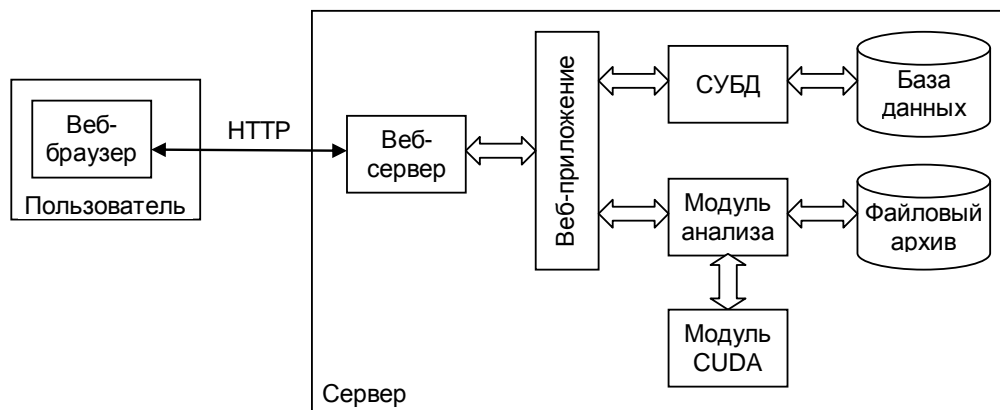 Веб-
браузер
Пользователь
HTTP
Веб-
сервер
Веб-приложение
СУБД
База
данных
Модуль
анализа
Файловый
архив
Модуль
CUDA
Сервер